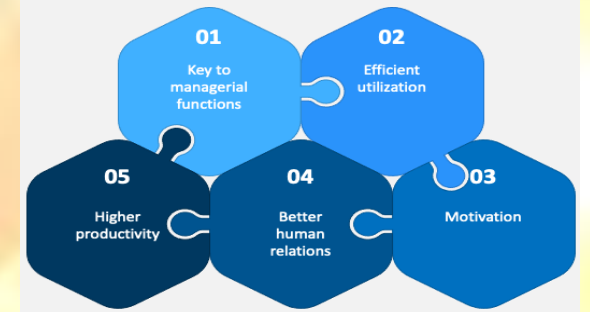 01
Key to
managerial
functions
02
Efficient
utilization
03
Motivation
04
Better
human
relations
05
Higher
productivity